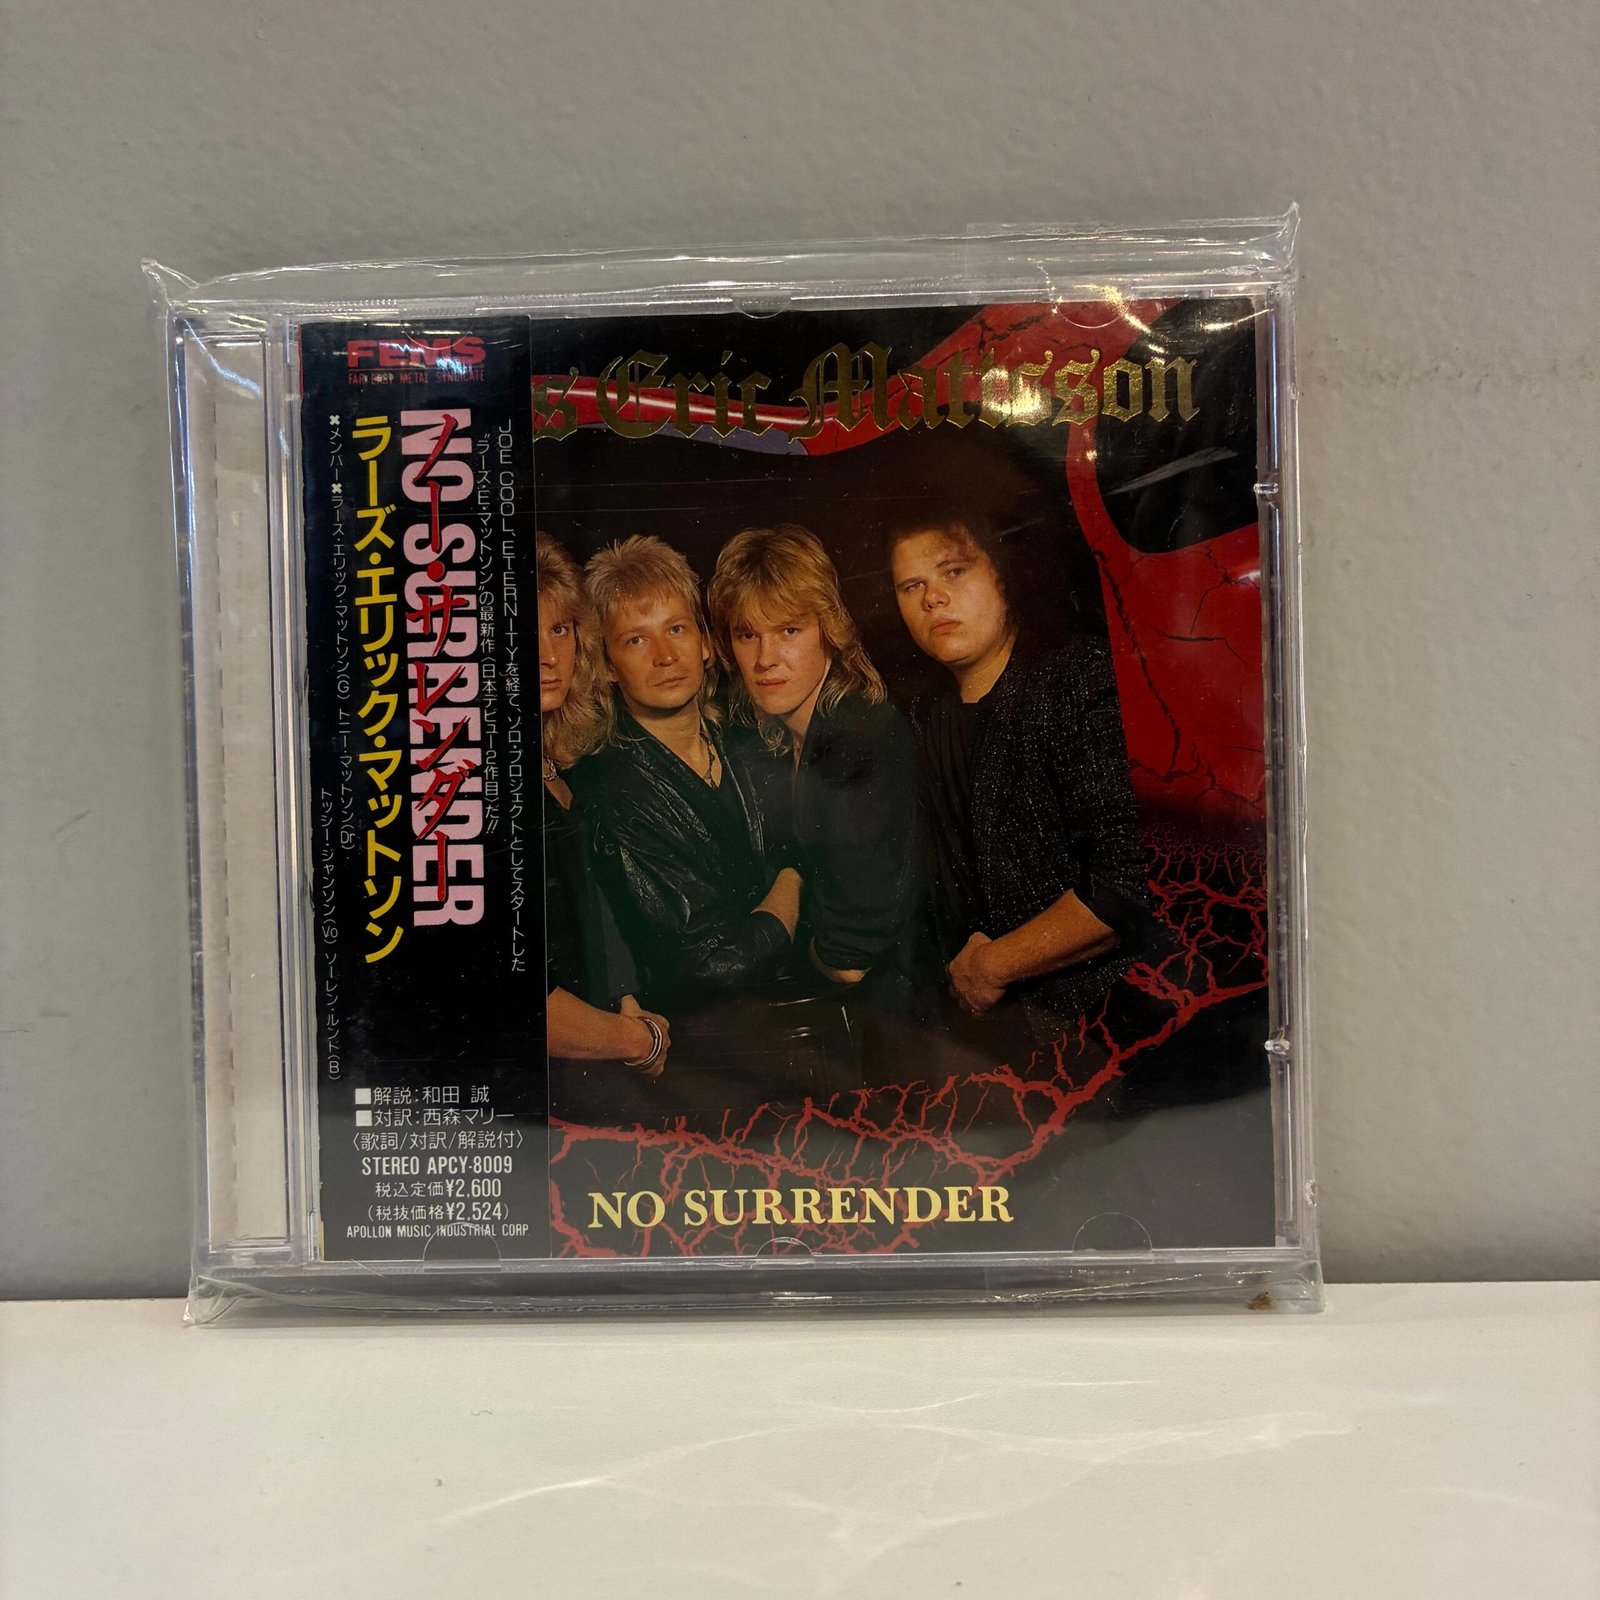 FEMS
FAR EAST METAL SYNDICATE
JOE COOL、ETERNITYを経て、ソロ・プロジェクトとしてスタートした
"ラーズ・E・マットソン"の最新作〈日本デビュー2作目〉だ!!
NO SURRENDER
ノー・サレンダー
ラーズ・エリック・マットソン
✖メンバー✖ラース・エリック・マットソン(G) トニー・マットソン(Dr)
トッシー・ジャンソン(Vo) ソーレン・ルンド(B)
■解説:和田 誠
■対訳:西森マリー
〈歌詞/対訳/解説付〉
STEREO APCY-8009
税込定価¥2,600
(税抜価格¥2,524)
APOLLON MUSIC INDUSTRIAL CORP.
s Eric Mattsson
NO SURRENDER